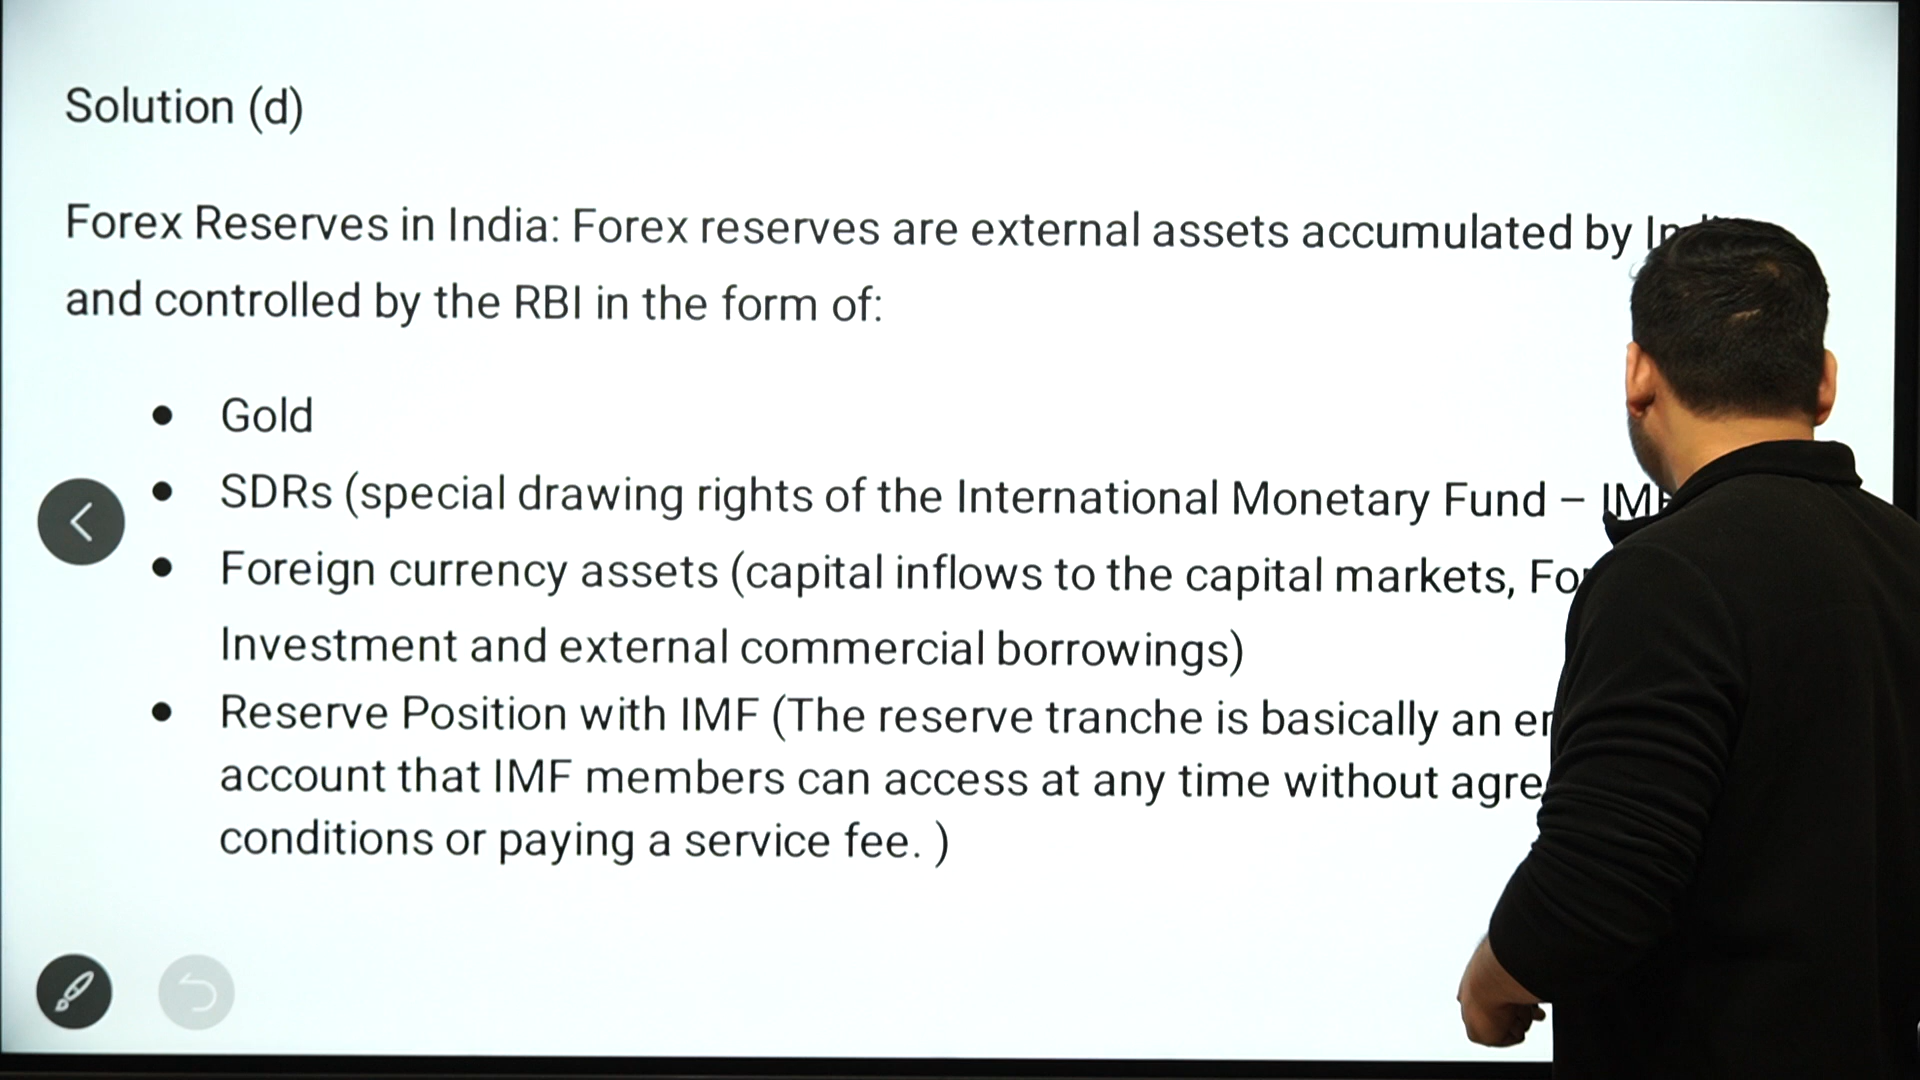 Solution (d)
Forex Reserves in India: Forex reserves are external assets accumulated by
and controlled by the RBI in the form of:
● Gold
● SDRs (special drawing rights of the International Monetary Fund –
● Foreign currency assets (capital inflows to the capital markets,
Investment and external commercial borrowings)
● Reserve Position with IMF (The reserve tranche is basically an
account that IMF members can access at any time without
conditions or paying a service fee. )